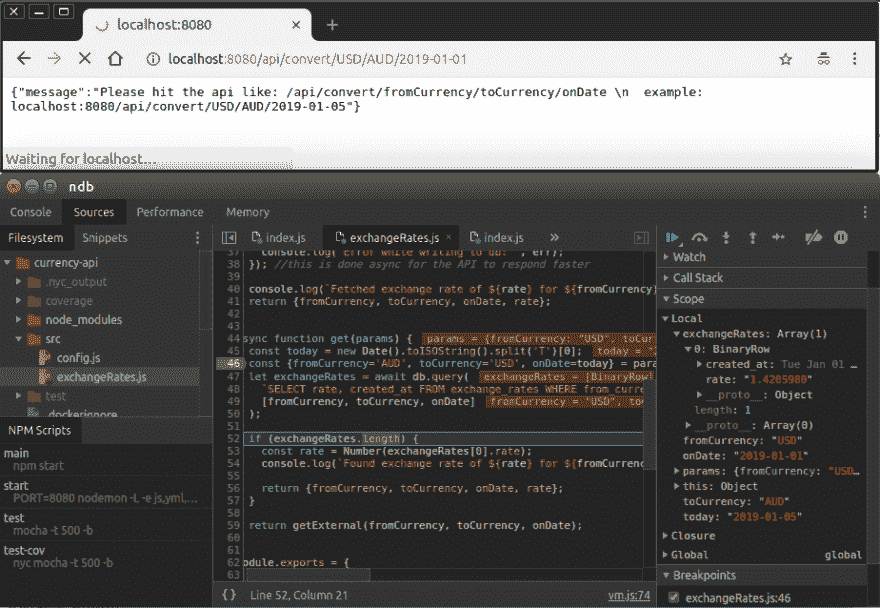 localhost:8080
localhost:8080/api/convert/USD/AUD/2019-01-01
{"message":"Please hit the api like: /api/convert/fromCurrency/toCurrency/onDate \n  example:
localhost:8080/api/convert/USD/AUD/2019-01-05"}
Waiting for localhost...
ndb
Console Sources Performance Memory
Filesystem Snippets
currency-api
.nyc_output
coverage
node_modules
src
config.js
exchangeRates.js
test
.dockerignore
NPM Scripts
main
npm start
start
PORT=8080 nodemon -L -e js,yml,...
test
mocha -t 500 -b
test-cov
nyc mocha -t 500 -b
index.js exchangeRates.js × index.js »
37 console.log('Error while writing to db: ', err);
38 }); //this is done async for the API to respond faster
39
40 console.log(`Fetched exchange rate of ${rate} for ${fromCurrency}
41 return {fromCurrency, toCurrency, onDate, rate};
42
43
44 sync function get(params) { params = {fromCurrency: "USD", toCur
45 const today = new Date().toISOString().split('T')[0]; today = "2
46 const {fromCurrency='AUD', toCurrency='USD', onDate=today} = para
47 let exchangeRates = await db.query( exchangeRates = [BinaryRow]
48 `SELECT rate, created_at FROM exchange_rates WHERE from_curre
49 [fromCurrency, toCurrency, onDate] fromCurrency = "USD", to
50 );
51
52 if (exchangeRates.length) {
53 const rate = Number(exchangeRates[0].rate);
54 console.log(`Found exchange rate of ${rate} for ${fromCurrenc
55
56 return {fromCurrency, toCurrency, onDate, rate};
57 }
58
59 return getExternal(fromCurrency, toCurrency, onDate);
60
61
62 odule.exports = {
63
{} Line 52, Column 21 vm.js:74
Watch
Call Stack
Scope
Local
exchangeRates: Array(1)
0: BinaryRow
created_at: Tue Jan 01 …
rate: "1.4205980"
__proto__: Object
length: 1
__proto__: Array(0)
fromCurrency: "USD"
onDate: "2019-01-01"
params: {fromCurrency: "USD…
this: Object
toCurrency: "AUD"
today: "2019-01-05"
Closure
Global global
Breakpoints
exchangeRates.js:46